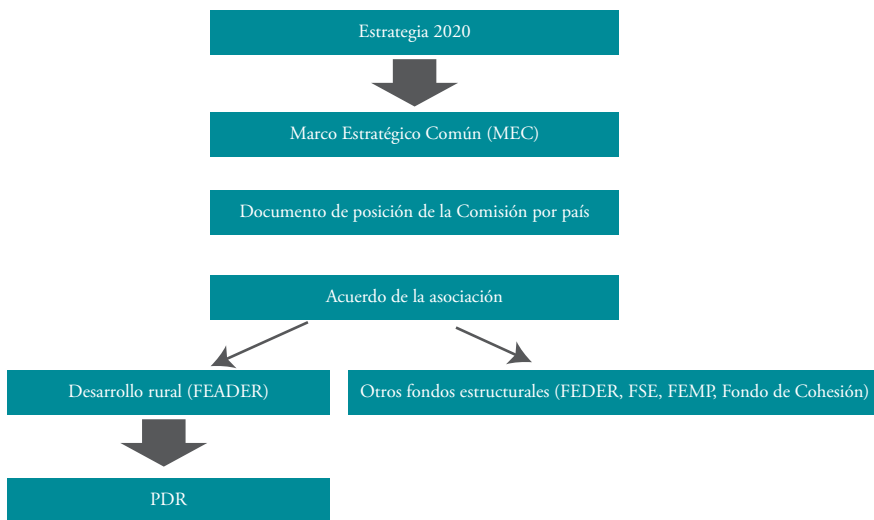 Estrategia 2020
Marco Estratégico Común (MEC)
Documento de posición de la Comisión por país
Acuerdo de la asociación
Desarrollo rural (FEADER)
Otros fondos estructurales (FEDER, FSE, FEMP, Fondo de Cohesión)
PDR